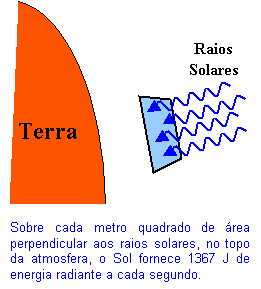 Raios
Solares
Terra
Sobre cada metro quadrado de área
perpendicular aos raios solares, no topo
da atmosfera, o Sol fornece 1367 J de
energia radiante a cada segundo.